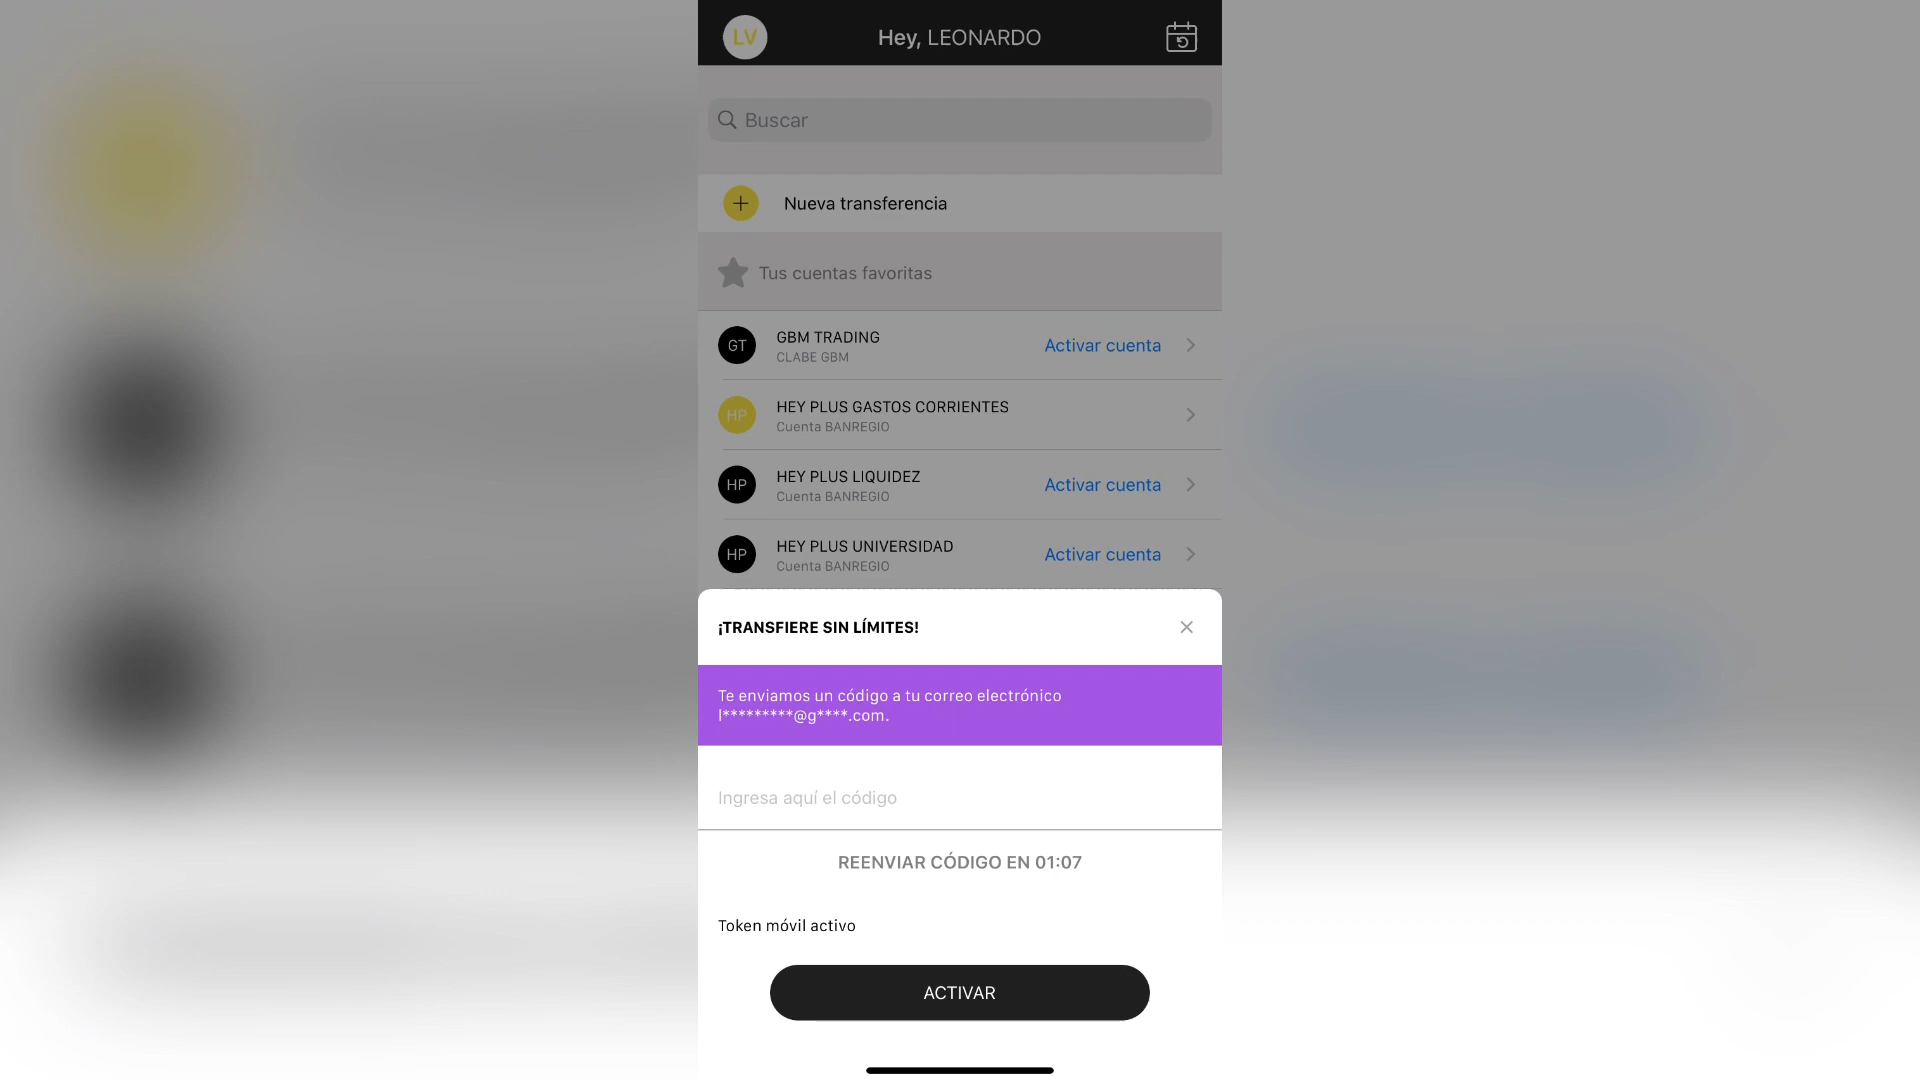 LV
Hey, LEONARDO
Buscar
Nueva transferencia
Tus cuentas favoritas
GT
GBM TRADING
CLABE GBM
Activar cuenta
HP
HEY PLUS GASTOS CORRIENTES
Cuenta BANREGIO
HP
HEY PLUS LIQUIDEZ
Cuenta BANREGIO
Activar cuenta
HP
HEY PLUS UNIVERSIDAD
Cuenta BANREGIO
Activar cuenta
¡TRANSFIERE SIN LÍMITES!
Te enviamos un código a tu correo electrónico
l*********@g****.com.
Ingresa aquí el código
REENVIAR CÓDIGO EN 01:07
Token móvil activo
ACTIVAR